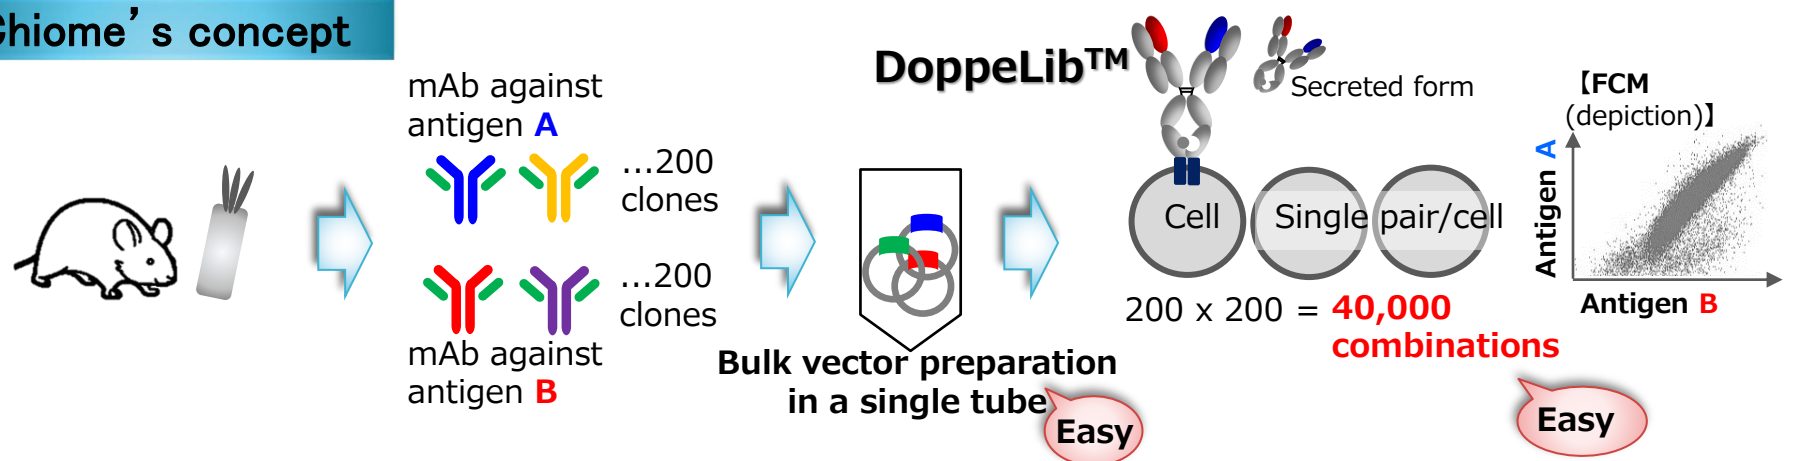 Chiome’s concept
mAb against
antigen A
...200
clones
...200
clones
mAb against
antigen B
Bulk vector preparation
in a single tube
Easy
DoppeLib™
Secreted form
Cell
Single pair/cell
200 x 200 = 40,000
combinations
Easy
【FCM
(depiction)】
Antigen A
Antigen B